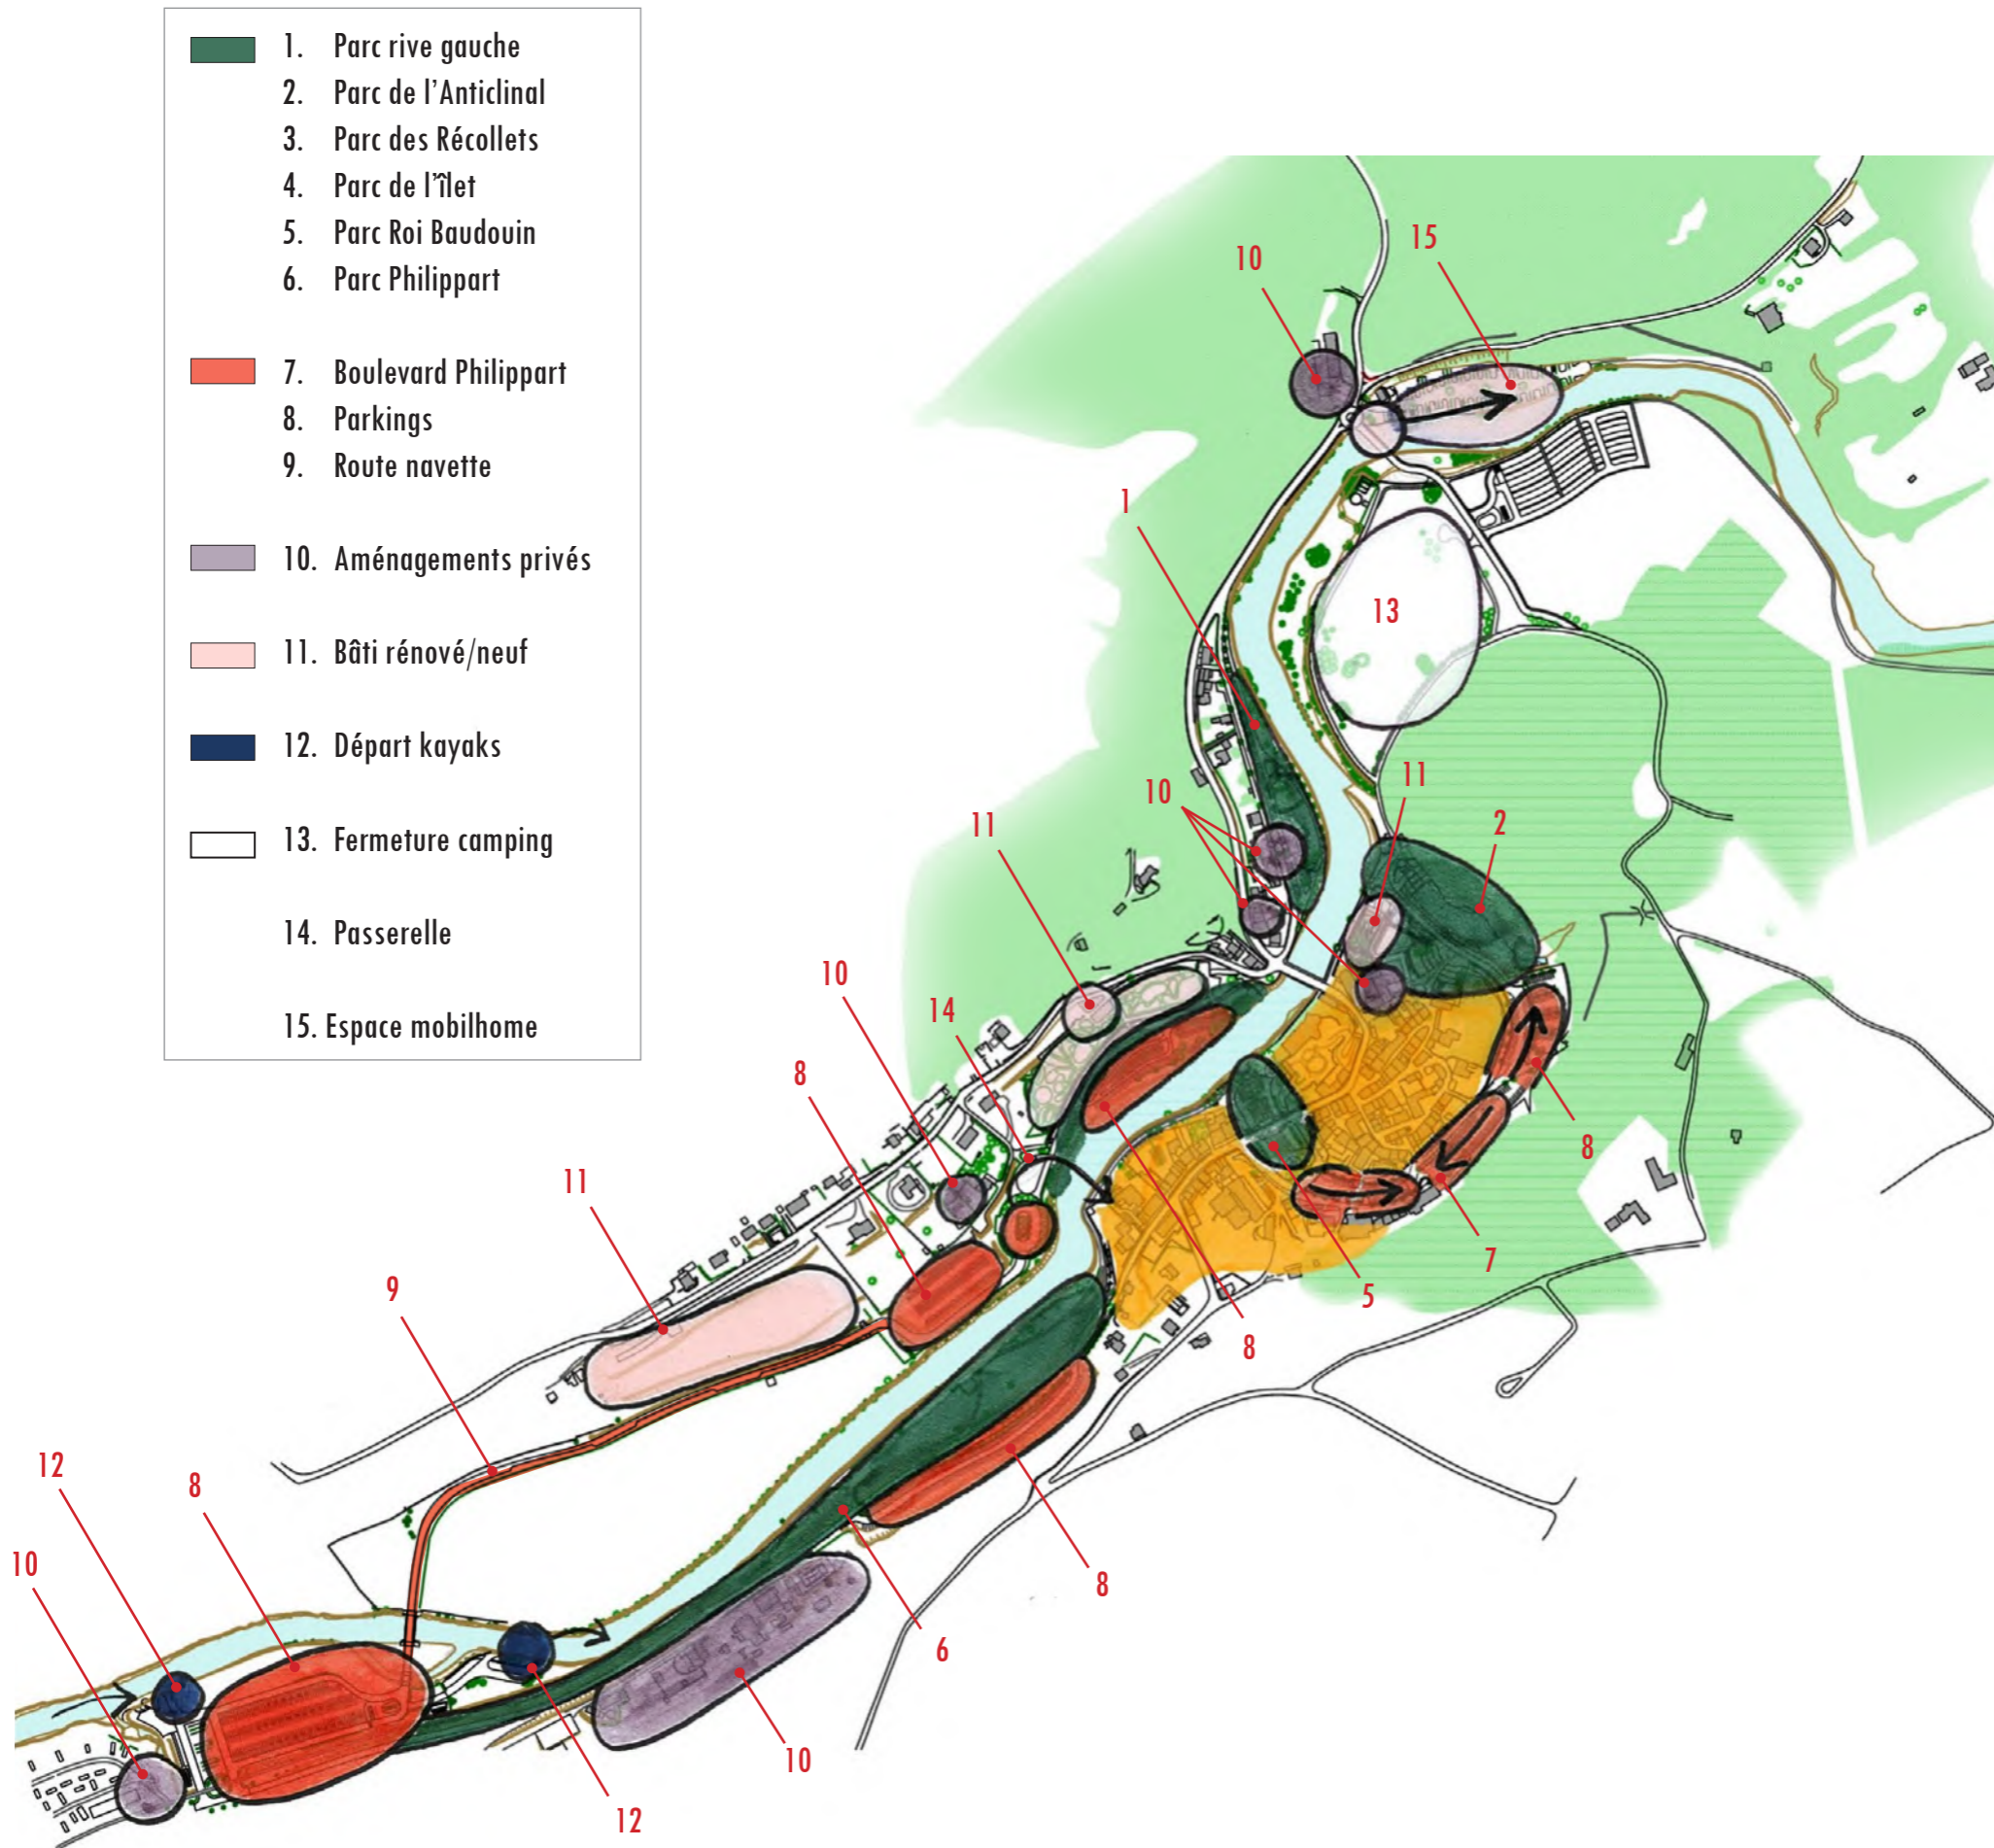 1. Parc rive gauche
2. Parc de l'Anticlinal
3. Parc des Récollets
4. Parc de l'îlet
5. Parc Roi Baudouin
6. Parc Philippart
7. Boulevard Philippart
8. Parkings
9. Route navette
10. Aménagements privés
11. Bâti rénové/neuf
12. Départ kayaks
13. Fermeture camping
14. Passerelle
15. Espace mobilhome
15
10
1
13
11
10
2
11
10
14
8
8
11
7
9
5
8
12
8
10
8
6
10
12